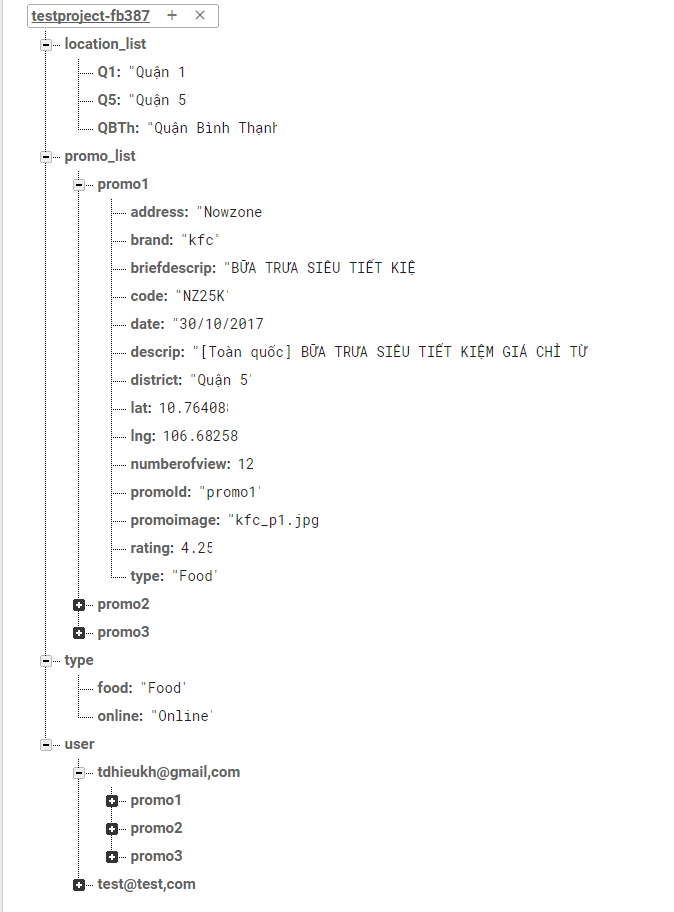 testproject-fb387 + ×
location_list
Q1: "Quận 1
Q5: "Quận 5
QBTh: "Quận Bình Thạnh
promo_list
promo1
address: "Nowzone
brand: "kfc"
briefdescrip: "BỮA TRƯA SIÊU TIẾT KIỆ
code: "NZ25K"
date: "30/10/2017
descrip: "[Toàn quốc] BỮA TRƯA SIÊU TIẾT KIỆM GIÁ CHỈ TỪ
district: "Quận 5"
lat: 10.764088
lng: 106.68258
numberofview: 12
promoId: "promo1"
promoimage: "kfc_p1.jpg
rating: 4.25
type: "Food"
promo2
promo3
type
food: "Food"
online: "Online"
user
tdhieukh@gmail,com
promo1
promo2
promo3
test@test,com